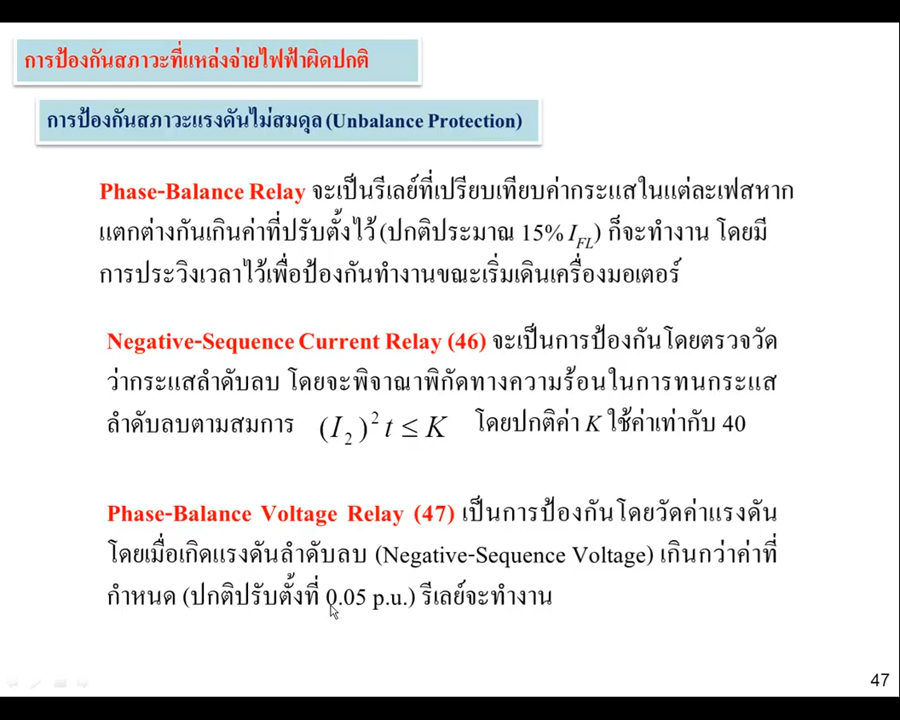 การป้องกันสภาวะที่แหล่งจ่ายไฟฟ้าผิดปกติ
การป้องกันสภาวะแรงดันไม่สมดุล (Unbalance Protection)
Phase-Balance Relay จะเป็นรีเลย์ที่เปรียบเทียบค่ากระแสในแต่ละเฟสหาก
แตกต่างกันเกินค่าที่ปรับตั้งไว้ (ปกติประมาณ 15% I_FL) ก็จะทำงาน โดยมี
การประวิงเวลาไว้เพื่อป้องกันทำงานขณะเริ่มเดินเครื่องมอเตอร์
Negative-Sequence Current Relay (46) จะเป็นการป้องกันโดยตรวจวัด
ว่ากระแสลำดับลบ โดยจะพิจาณาพิกัดทางความร้อนในการทนกระแส
ลำดับลบตามสมการ (I₂)² t ≤ K โดยปกติค่า K ใช้ค่าเท่ากับ 40
Phase-Balance Voltage Relay (47) เป็นการป้องกันโดยวัดค่าแรงดัน
โดยเมื่อเกิดแรงดันลำดับลบ (Negative-Sequence Voltage) เกินกว่าค่าที่
กำหนด (ปกติปรับตั้งที่ 0.05 p.u.) รีเลย์จะทำงาน
47